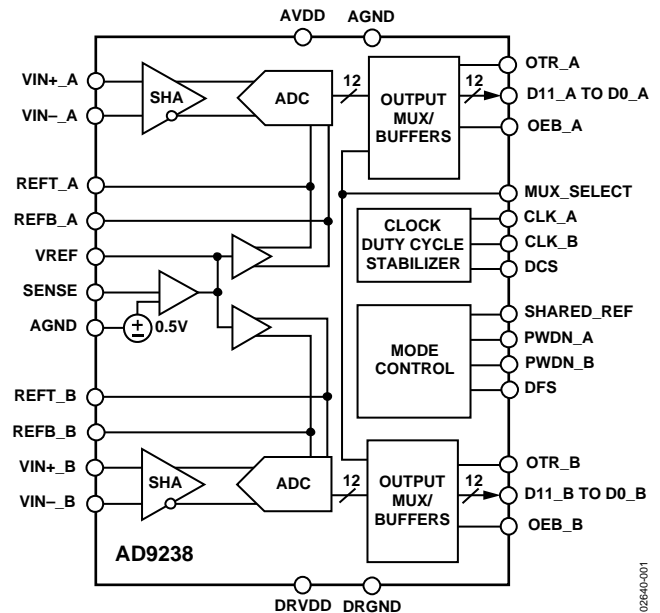 AVDD AGND
VIN+_A
VIN–_A
REFT_A
REFB_A
VREF
SENSE
AGND
REFT_B
REFB_B
VIN+_B
VIN–_B
SHA
ADC
12
OUTPUT
MUX/
BUFFERS
12
OTR_A
D11_A TO D0_A
OEB_A
MUX_SELECT
CLOCK
DUTY CYCLE
STABILIZER
CLK_A
CLK_B
DCS
0.5V
MODE
CONTROL
SHARED_REF
PWDN_A
PWDN_B
DFS
SHA
ADC
12
OUTPUT
MUX/
BUFFERS
12
OTR_B
D11_B TO D0_B
OEB_B
AD9238
DRVDD DRGND
02640-001